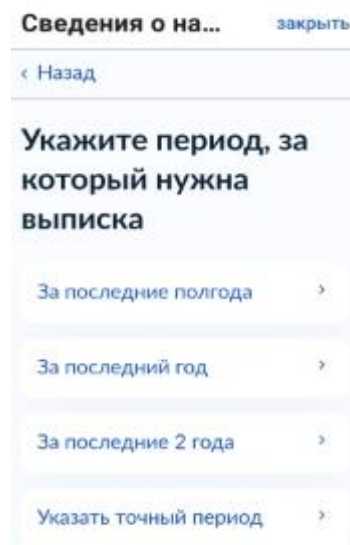 Сведения о на...
закрыть
‹ Назад
Укажите период, за
который нужна
выписка
За последние полгода
За последний год
За последние 2 года
Указать точный период